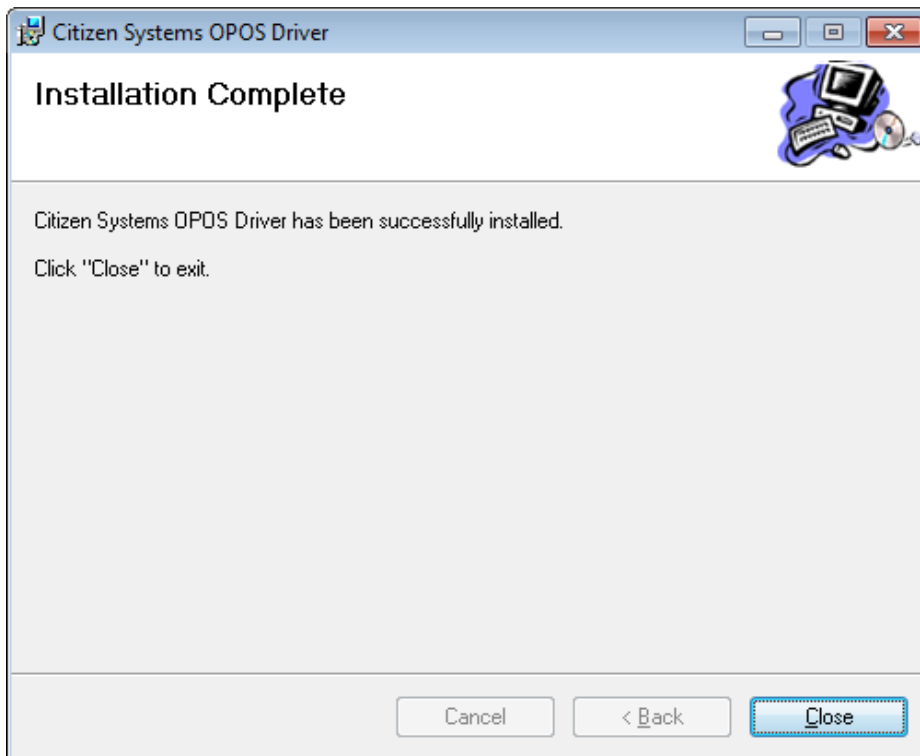 Citizen Systems OPOS Driver
Installation Complete
Citizen Systems OPOS Driver has been successfully installed.
Click "Close" to exit.
Cancel
< Back
Close